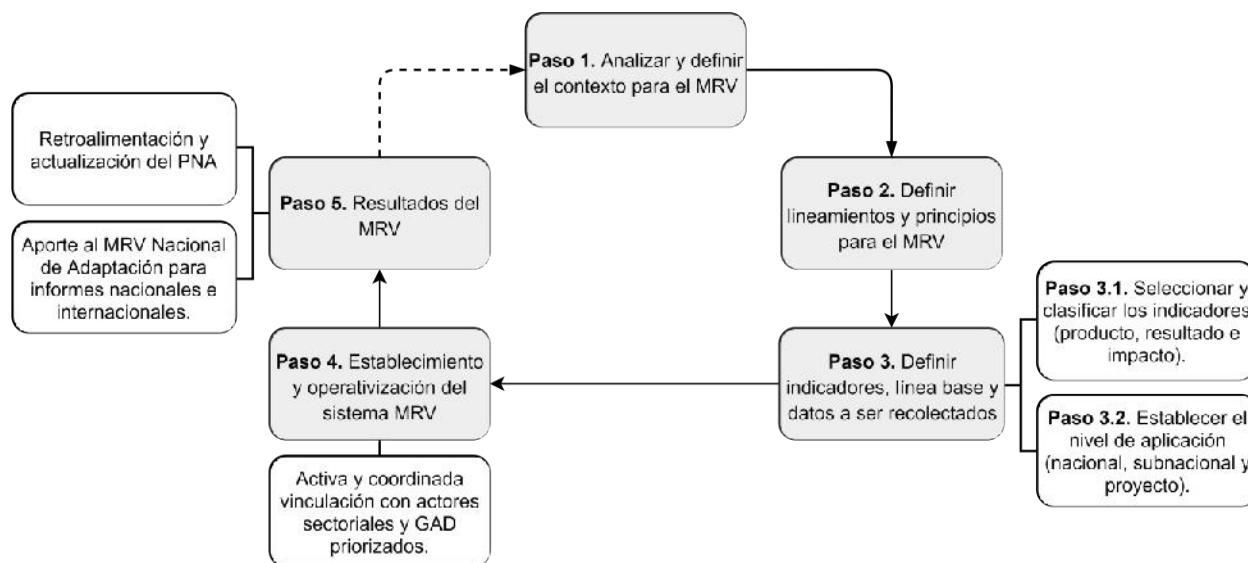 Paso 1. Analizar y definir
el contexto para el MRV
Retroalimentación y
actualización del PNA
Paso 5. Resultados del
MRV
Aporte al MRV Nacional
de Adaptación para
informes nacionales e
internacionales.
Paso 2. Definir
lineamientos y principios
para el MRV
Paso 3. Definir
indicadores, línea base y
datos a ser recolectados
Paso 3.1. Seleccionar y
clasificar los indicadores
(producto, resultado e
impacto).
Paso 3.2. Establecer el
nivel de aplicación
(nacional, subnacional y
proyecto).
Paso 4. Establecimiento
y operativización del
sistema MRV
Activa y coordinada
vinculación con actores
sectoriales y GAD
priorizados.